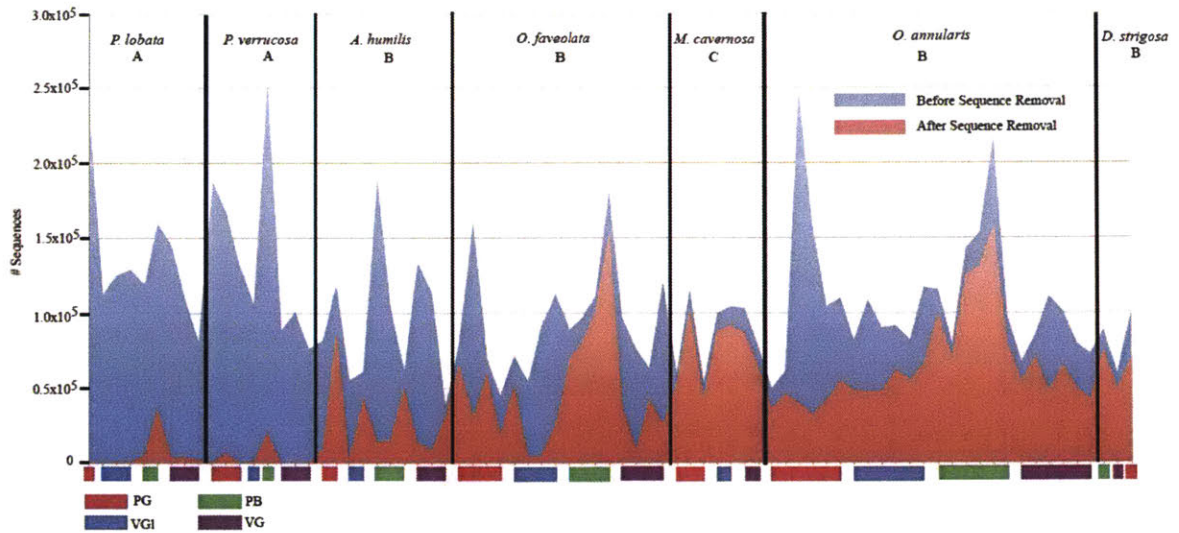 3.0x10⁵
2.5x10⁵
2.0x10⁵
1.5x10⁵
1.0x10⁵
0.5x10⁵
0
# Sequences
P. lobata
A
P. verrucosa
A
A. humilis
B
O. faveolata
B
M. cavernosa
C
O. annularis
B
D. strigosa
B
Before Sequence Removal
After Sequence Removal
PG
PB
VG1
VG